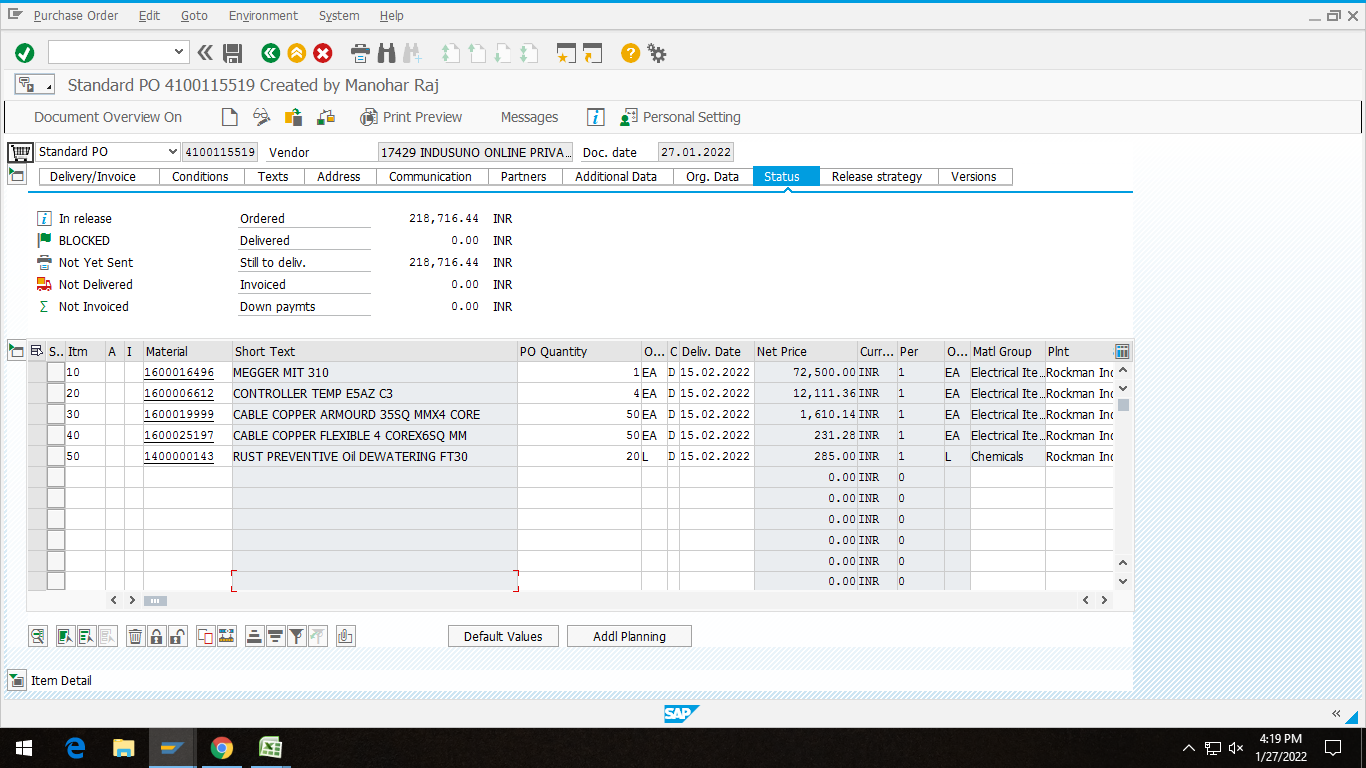 Purchase Order Edit Goto Environment System Help
Standard PO 4100115519 Created by Manohar Raj
Document Overview On Print Preview Messages Personal Setting
Standard PO 4100115519 Vendor 17429 INDUSUNO ONLINE PRIVA... Doc. date 27.01.2022
Delivery/Invoice Conditions Texts Address Communication Partners Additional Data Org. Data Status Release strategy Versions
In release Ordered 218,716.44 INR
BLOCKED Delivered 0.00 INR
Not Yet Sent Still to deliv. 218,716.44 INR
Not Delivered Invoiced 0.00 INR
Σ Not Invoiced Down paymts 0.00 INR
S.. Itm A I Material Short Text PO Quantity O... C Deliv. Date Net Price Curr... Per O... Matl Group Plnt
10 1600016496 MEGGER MIT 310 1 EA D 15.02.2022 72,500.00 INR 1 EA Electrical Ite... Rockman Ind
20 1600006612 CONTROLLER TEMP E5AZ C3 4 EA D 15.02.2022 12,111.36 INR 1 EA Electrical Ite... Rockman Ind
30 1600019999 CABLE COPPER ARMOURD 35SQ MMX4 CORE 50 EA D 15.02.2022 1,610.14 INR 1 EA Electrical Ite... Rockman Ind
40 1600025197 CABLE COPPER FLEXIBLE 4 COREX6SQ MM 50 EA D 15.02.2022 231.28 INR 1 EA Electrical Ite... Rockman Ind
50 1400000143 RUST PREVENTIVE Oil DEWATERING FT30 20 L D 15.02.2022 285.00 INR 1 L Chemicals Rockman Ind
0.00 INR 0
0.00 INR 0
0.00 INR 0
0.00 INR 0
0.00 INR 0
0.00 INR 0
Default Values Addl Planning
Item Detail
SAP
4:19 PM
1/27/2022